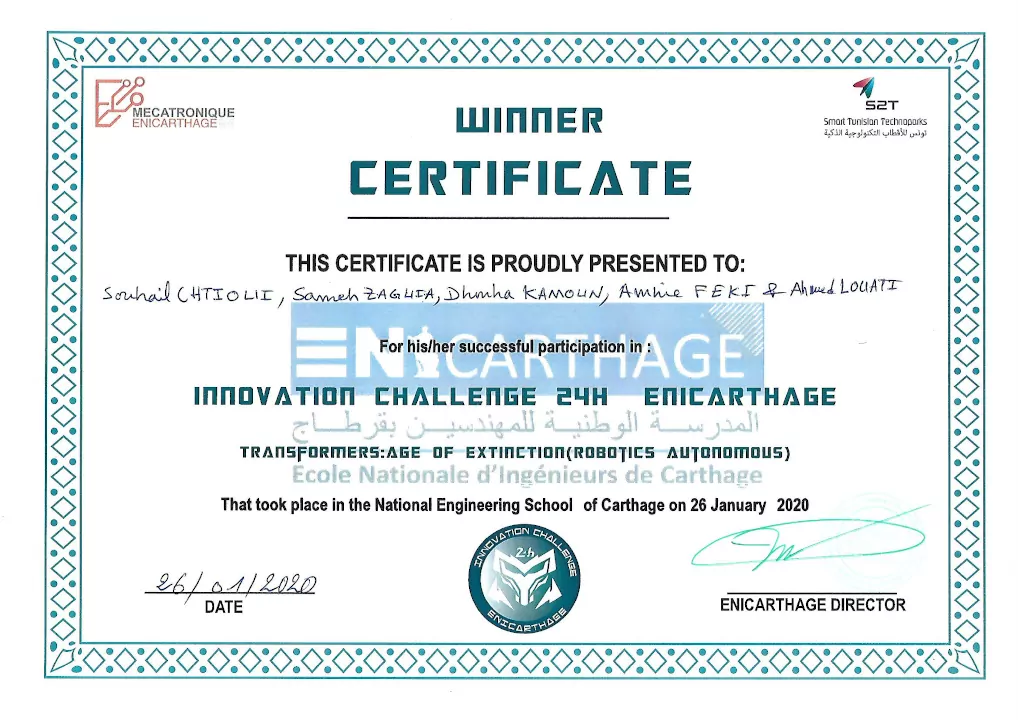 MECATRONIQUE
ENICARTHAGE
S2T
Smart Tunisian Technoparks
تونس للأقطاب التكنولوجية الذكية
WINNER
CERTIFICATE
THIS CERTIFICATE IS PROUDLY PRESENTED TO:
Souhail CHTIOUI, Sameh ZAGHIA, Dhouha KAMOUN, Amine FEKI & Ahmed LOUATI
ENICARTHAGE
For his/her successful participation in :
INNOVATION CHALLENGE 24H ENICARTHAGE
المدرسة الوطنية للمهندسين بقرطاج
TRANSFORMERS:AGE OF EXTINCTION(ROBOTICS AUTONOMOUS)
Ecole Nationale d'Ingénieurs de Carthage
That took place in the National Engineering School of Carthage on 26 January 2020
INNOVATION CHALLENGE
24h
ENICARTHAGE
26/01/2020
DATE
ENICARTHAGE DIRECTOR